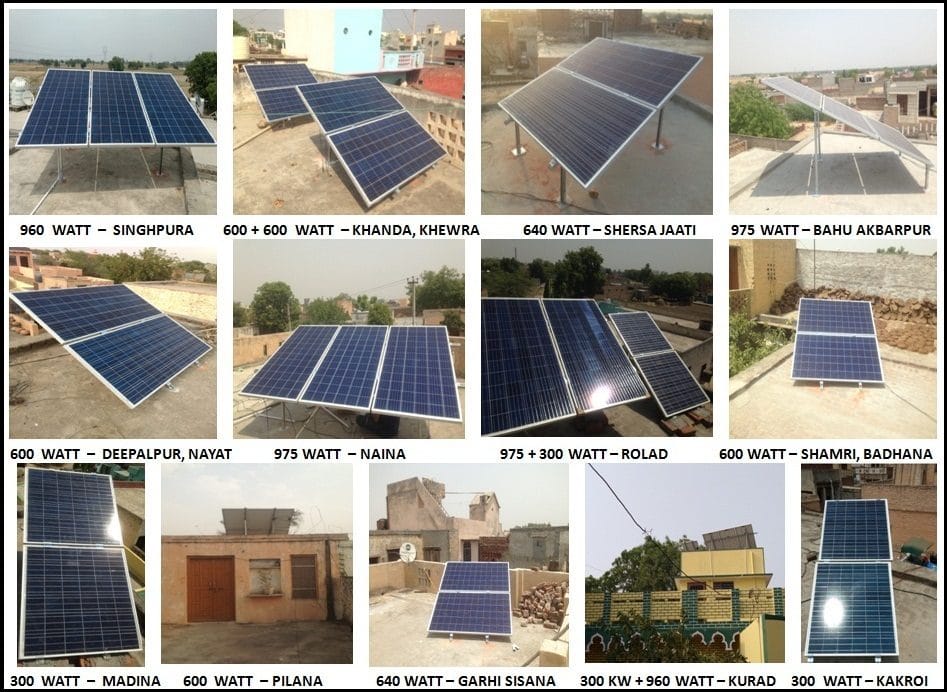 960 WATT – SINGHPURA
600 + 600 WATT – KHANDA, KHEWRA
640 WATT – SHERSA JAATI
975 WATT – BAHU AKBARPUR
600 WATT – DEEPALPUR, NAYAT
975 WATT – NAINA
975 + 300 WATT – ROLAD
600 WATT – SHAMRI, BADHANA
300 WATT – MADINA
600 WATT – PILANA
640 WATT – GARHI SISANA
300 KW + 960 WATT – KURAD
300 WATT – KAKROI